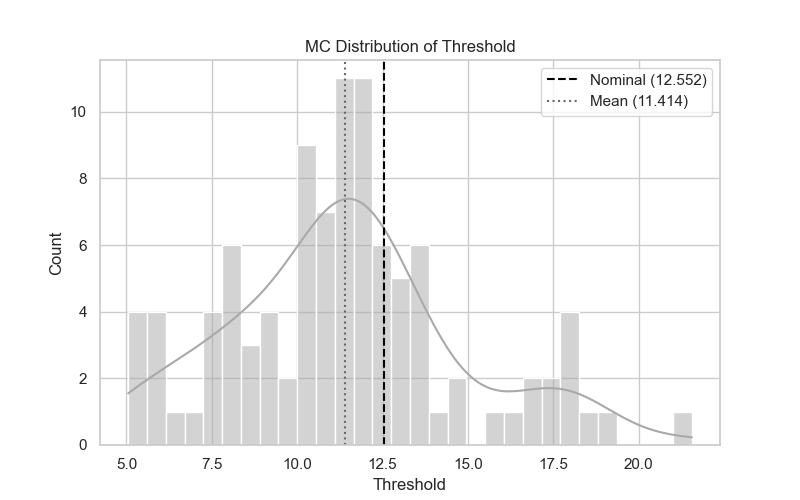 MC Distribution of Threshold
Nominal (12.552)
Mean (11.414)
Count
10
8
6
4
2
0
5.0 7.5 10.0 12.5 15.0 17.5 20.0
Threshold